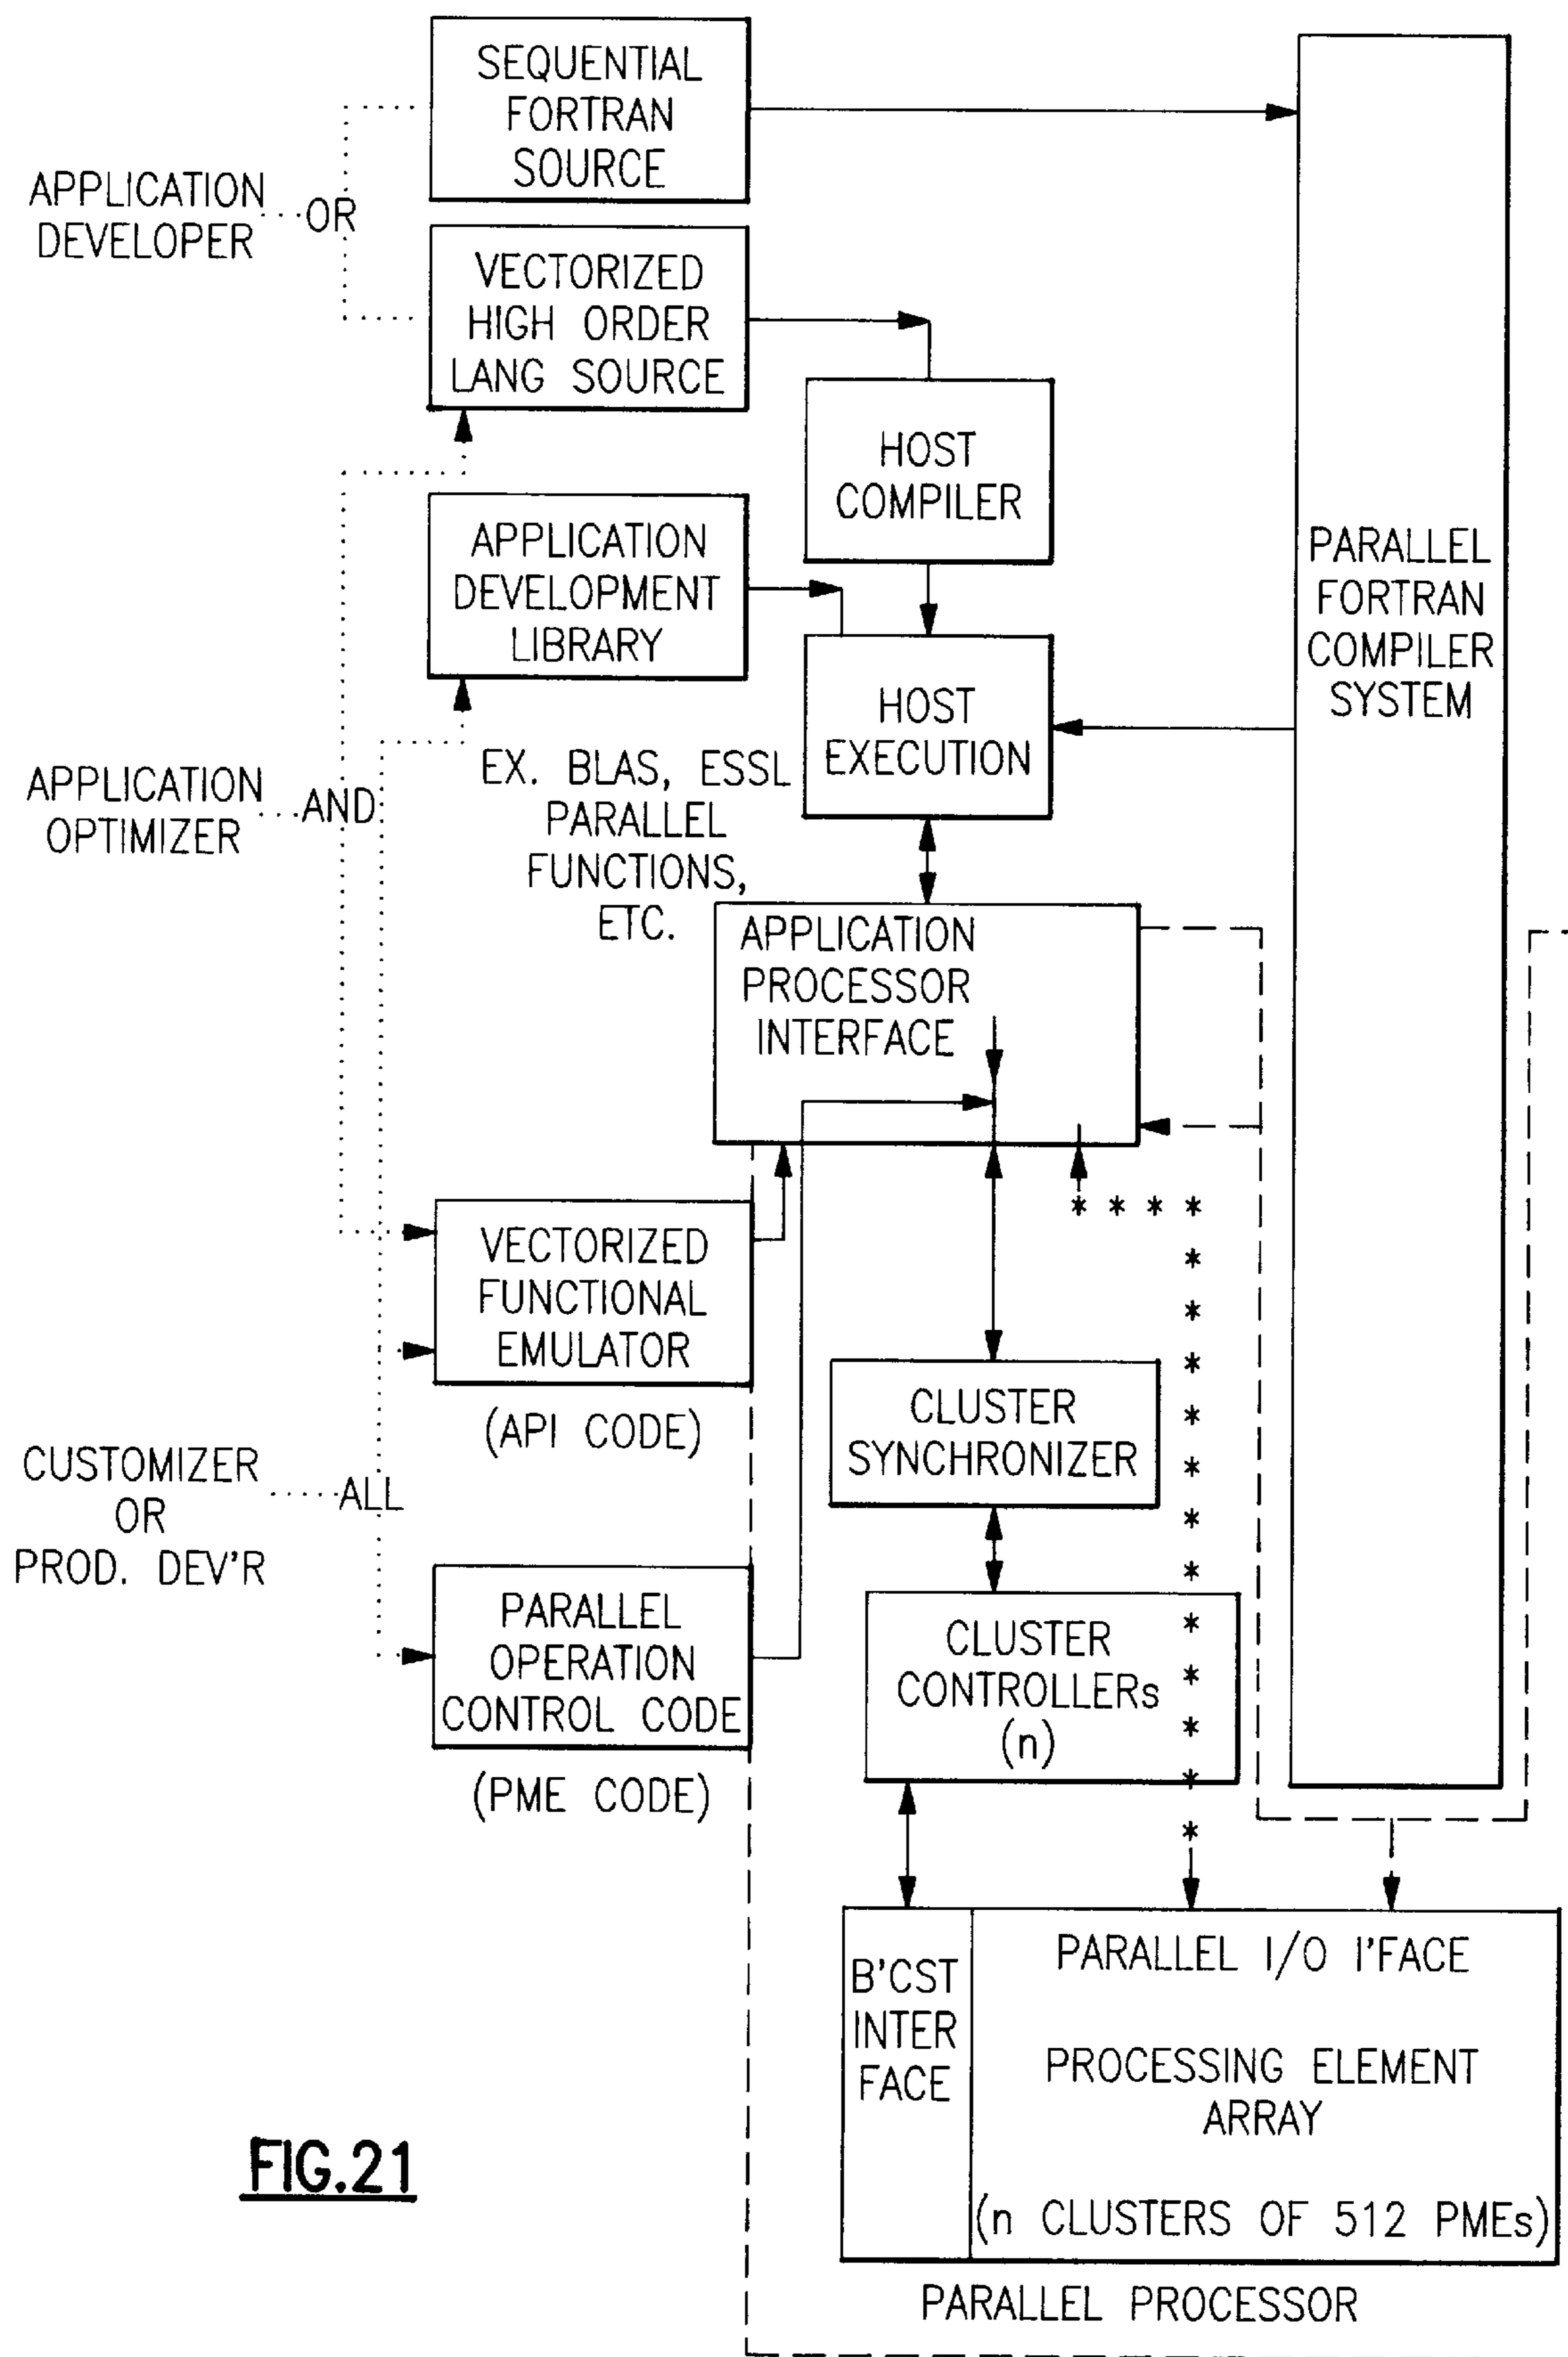 SEQUENTIAL
FORTRAN
SOURCE
APPLICATION
DEVELOPER
OR
VECTORIZED
HIGH ORDER
LANG SOURCE
HOST
COMPILER
APPLICATION
DEVELOPMENT
LIBRARY
PARALLEL
FORTRAN
COMPILER
SYSTEM
HOST
EXECUTION
APPLICATION
OPTIMIZER
AND
EX. BLAS, ESSL
PARALLEL
FUNCTIONS,
ETC.
APPLICATION
PROCESSOR
INTERFACE
VECTORIZED
FUNCTIONAL
EMULATOR
(API CODE)
CLUSTER
SYNCHRONIZER
CUSTOMIZER
OR
PROD. DEV'R
ALL
PARALLEL
OPERATION
CONTROL CODE
(PME CODE)
CLUSTER
CONTROLLERs
(n)
B'CST
INTER
FACE
PARALLEL I/O I'FACE
PROCESSING ELEMENT
ARRAY
(n CLUSTERS OF 512 PMEs)
PARALLEL PROCESSOR
FIG.21